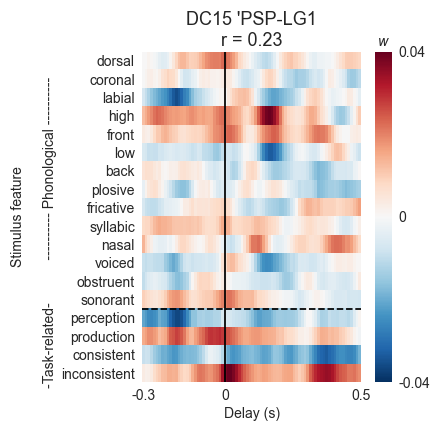 DC15 'PSP-LG1
r = 0.23
w
dorsal
coronal
labial
high
front
low
back
plosive
fricative
syllabic
nasal
voiced
obstruent
sonorant
perception
production
consistent
inconsistent
Stimulus feature
-Task-related- ----------- Phonological ----------
0.04
0
-0.04
-0.3 0 0.5
Delay (s)